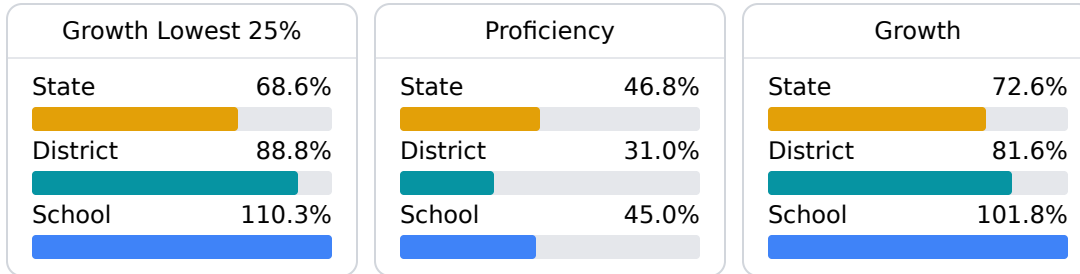 Growth Lowest 25%
State 68.6%
District 88.8%
School 110.3%
Proficiency
State 46.8%
District 31.0%
School 45.0%
Growth
State 72.6%
District 81.6%
School 101.8%